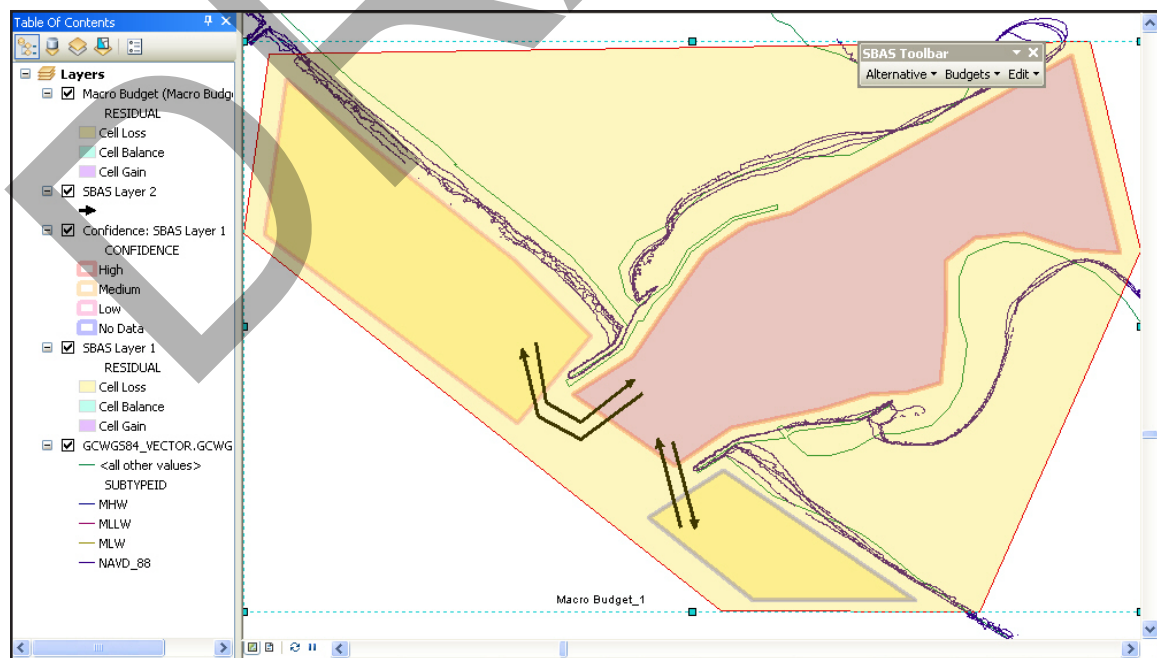 Table Of Contents
Layers
Macro Budget (Macro Budg
RESIDUAL
Cell Loss
Cell Balance
Cell Gain
SBAS Layer 2
Confidence: SBAS Layer 1
CONFIDENCE
High
Medium
Low
No Data
SBAS Layer 1
RESIDUAL
Cell Loss
Cell Balance
Cell Gain
GCWGS84_VECTOR.GCWG
<all other values>
SUBTYPEID
MHW
MLLW
MLW
NAVD_88
SBAS Toolbar
Alternative Budgets Edit
Macro Budget_1